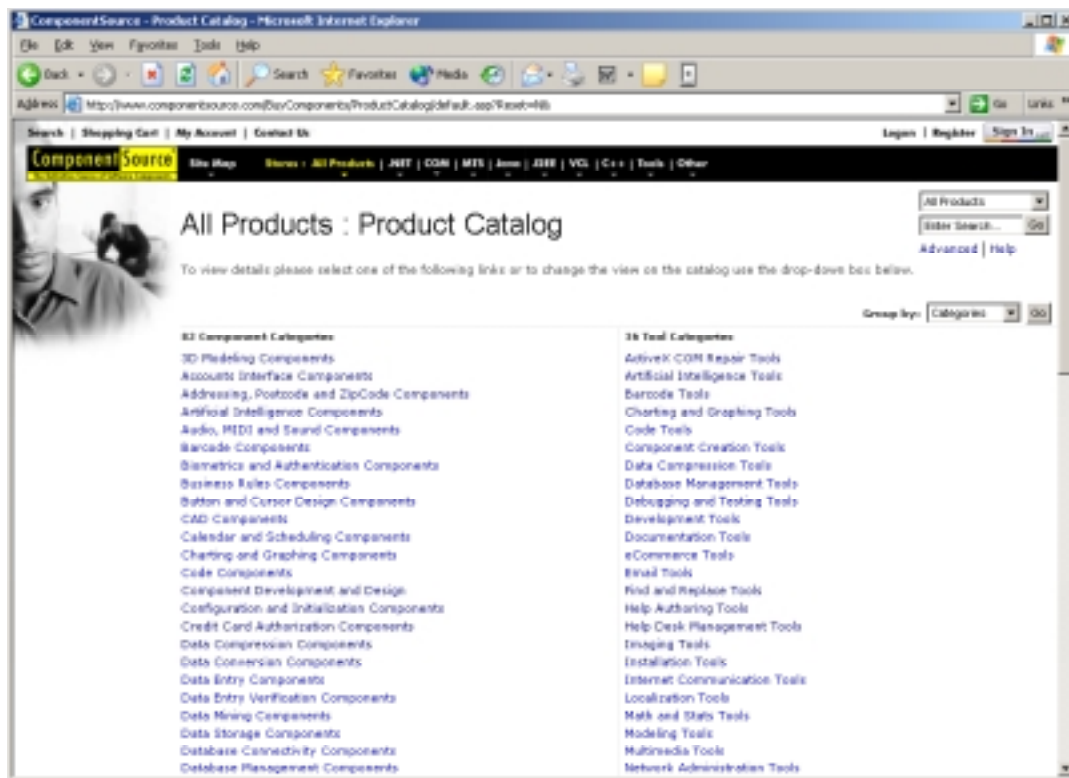 ComponentSource - Product Catalog - Microsoft Internet Explorer
File Edit View Favorites Tools Help
Back Search Favorites Media
Address http://www.componentsource.com/BuyComponents/ProductCatalog/default.asp? Go Links
Search | Shopping Cart | My Account | Contact Us Logon | Register Sign In
ComponentSource Site Map Stores : All Products | .NET | COM | MTS | Java | J2EE | VCL | C++ | Tools | Other
All Products
All Products : Product Catalog
Enter Search... Go
Advanced | Help
To view details please select one of the following links or to change the view on the catalog use the drop-down box below.
Group by: Categories Go
82 Component Categories
3D Modeling Components
Accounts Interface Components
Addressing, Postcode and ZipCode Components
Artificial Intelligence Components
Audio, MIDI and Sound Components
Barcode Components
Biometrics and Authentication Components
Business Rules Components
Button and Cursor Design Components
CAD Components
Calendar and Scheduling Components
Charting and Graphing Components
Code Components
Component Development and Design
Configuration and Initialization Components
Credit Card Authorization Components
Data Compression Components
Data Conversion Components
Data Entry Components
Data Entry Verification Components
Data Mining Components
Data Storage Components
Database Connectivity Components
Database Management Components
36 Tool Categories
ActiveX COM Repair Tools
Artificial Intelligence Tools
Barcode Tools
Charting and Graphing Tools
Code Tools
Component Creation Tools
Data Compression Tools
Database Management Tools
Debugging and Testing Tools
Development Tools
Documentation Tools
eCommerce Tools
Email Tools
Find and Replace Tools
Help Authoring Tools
Help Desk Management Tools
Imaging Tools
Installation Tools
Internet Communication Tools
Localization Tools
Math and Stats Tools
Modeling Tools
Multimedia Tools
Network Administration Tools